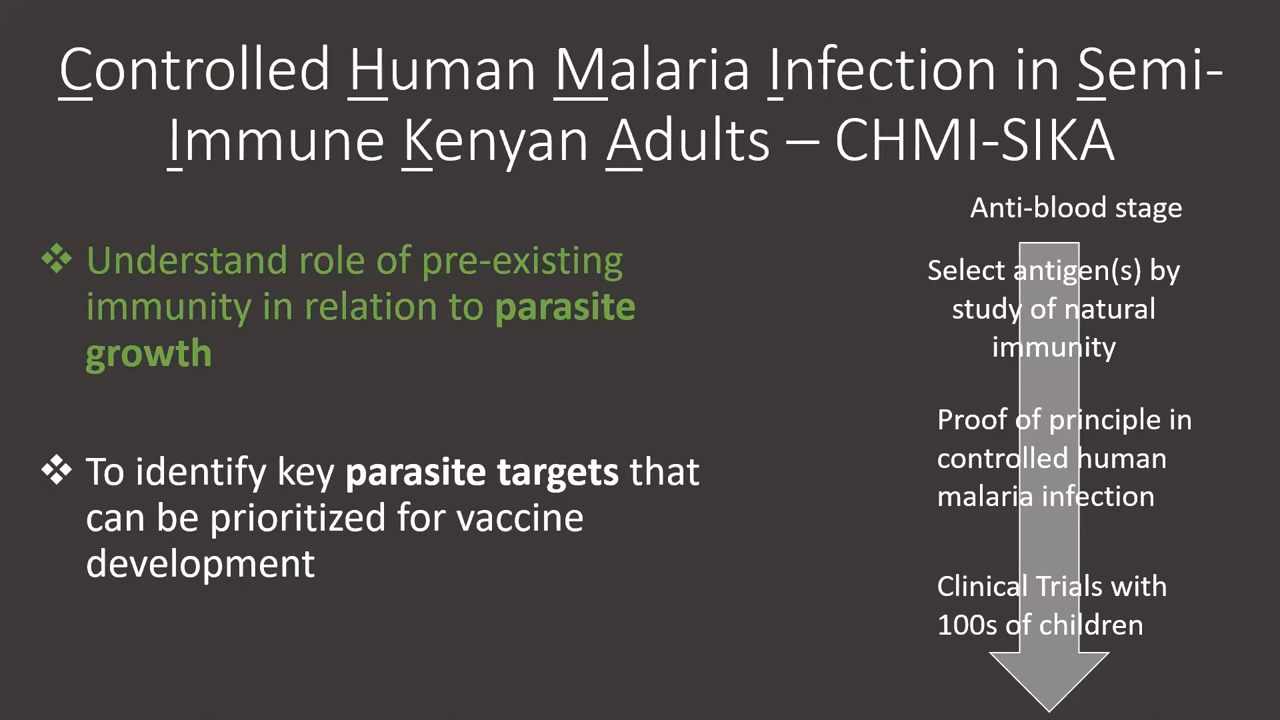 Controlled Human Malaria Infection in Semi-
Immune Kenyan Adults – CHMI-SIKA
❖ Understand role of pre-existing
immunity in relation to parasite
growth
❖ To identify key parasite targets that
can be prioritized for vaccine
development
Anti-blood stage
Select antigen(s) by
study of natural
immunity
Proof of principle in
controlled human
malaria infection
Clinical Trials with
100s of children